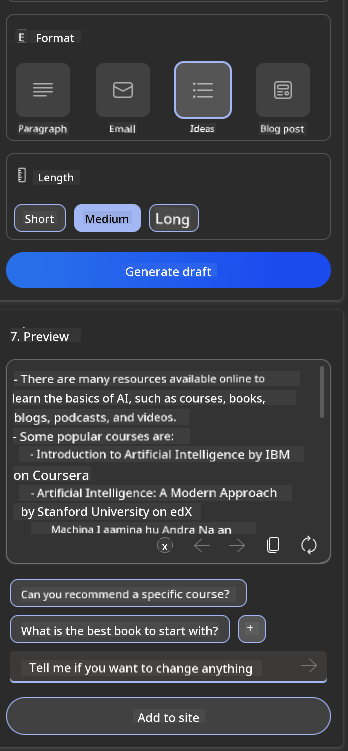 Format
Paragraph
Email
Ideas
Blog post
Length
Short
Medium
Long
Generate draft
7. Preview
- There are many resources available online to
learn the basics of AI, such as courses, books,
blogs, podcasts, and videos.
- Some popular courses are:
- Introduction to Artificial Intelligence by IBM
on Coursera
- Artificial Intelligence: A Modern Approach
by Stanford University on edX
x
Can you recommend a specific course?
What is the best book to start with?
+
Tell me if you want to change anything
Add to site